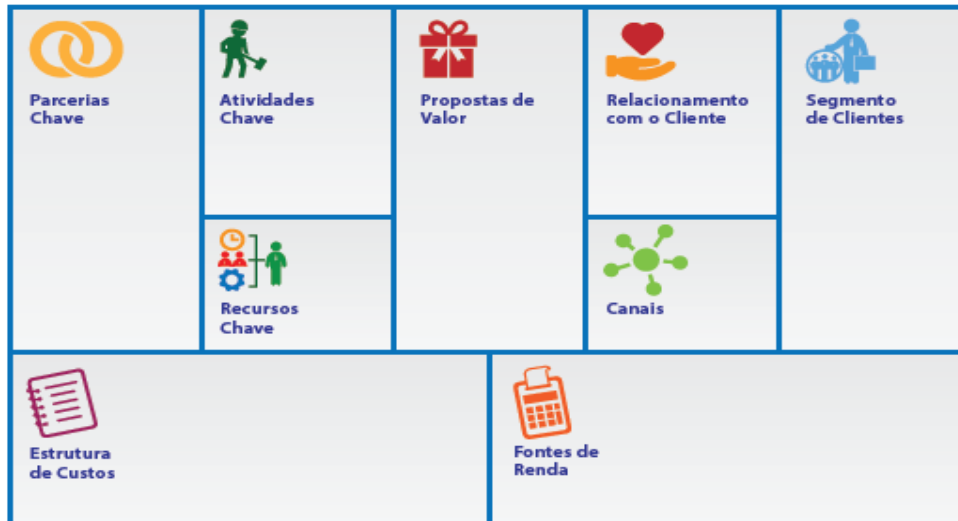 Parcerias
Chave
Atividades
Chave
Propostas de
Valor
Relacionamento
com o Cliente
Segmento
de Clientes
Recursos
Chave
Canais
Estrutura
de Custos
Fontes de
Renda